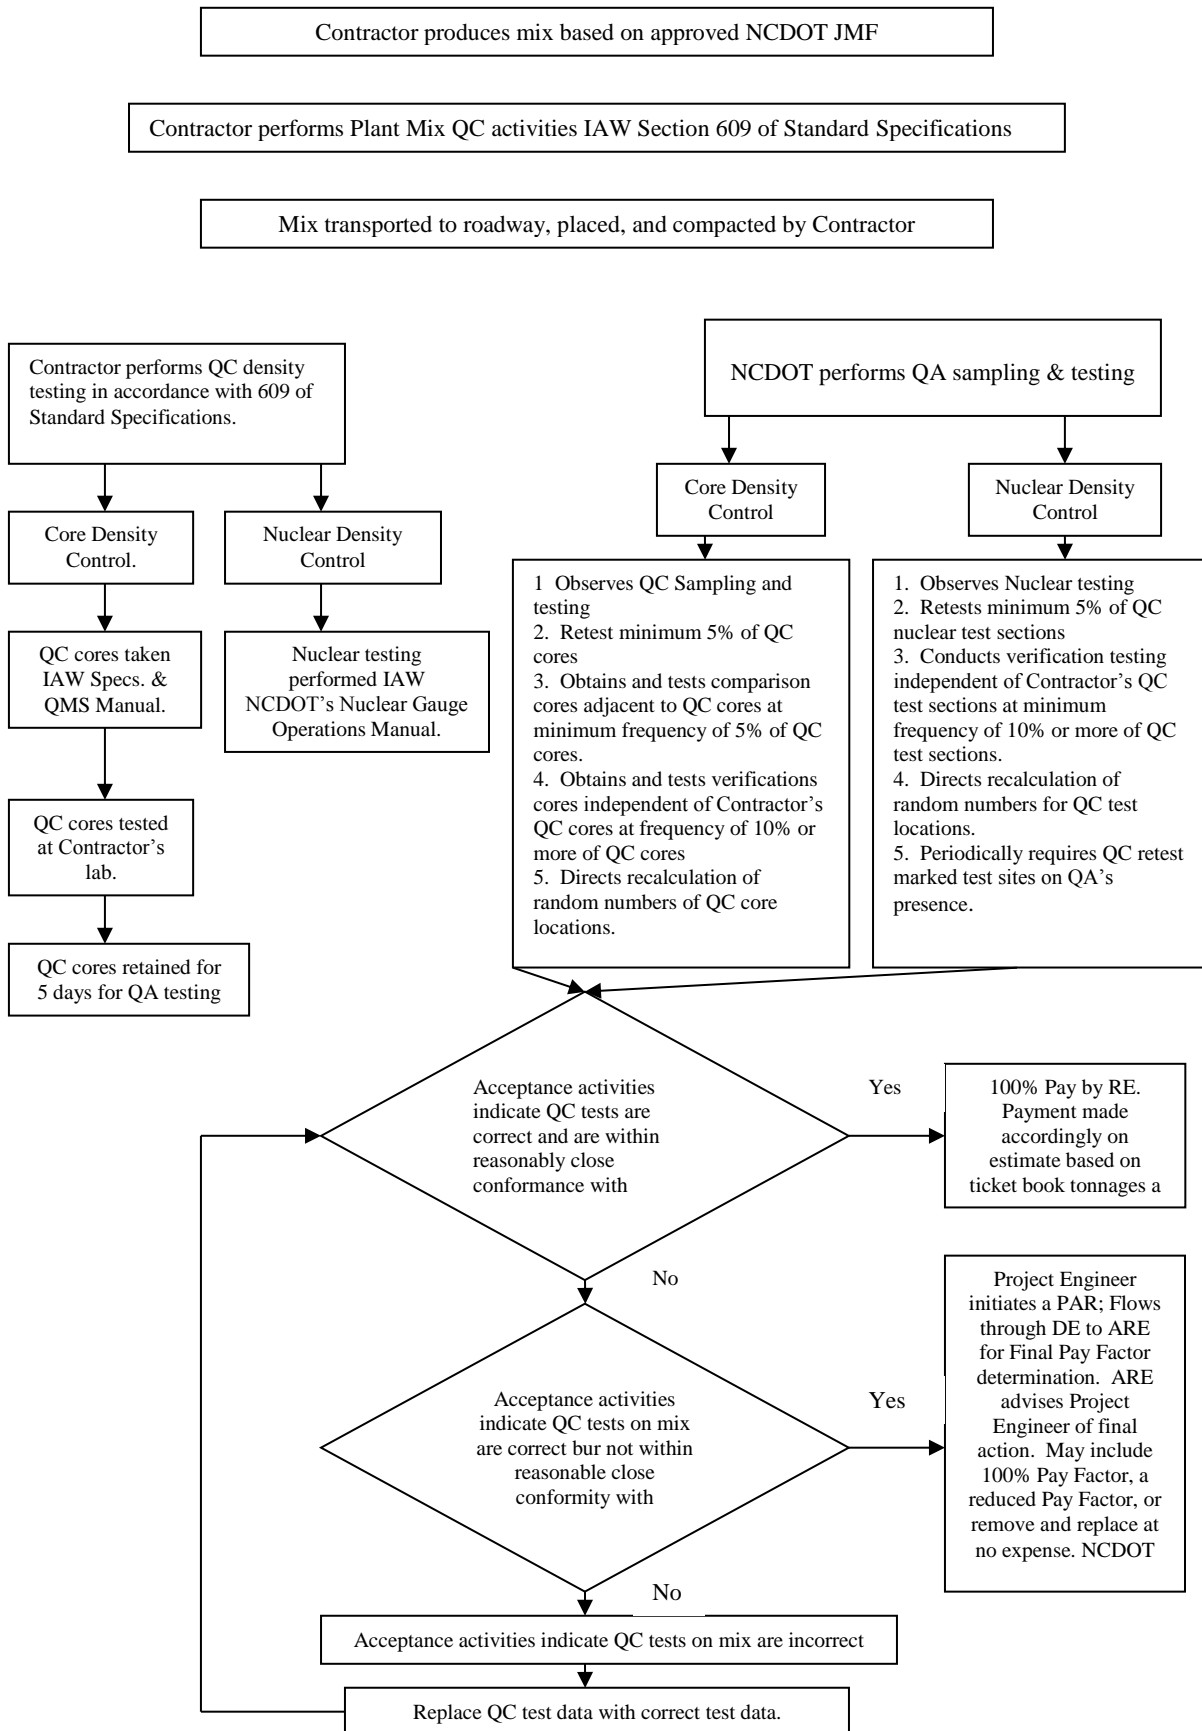 Contractor produces mix based on approved NCDOT JMF
Contractor performs Plant Mix QC activities IAW Section 609 of Standard Specifications
Mix transported to roadway, placed, and compacted by Contractor
Contractor performs QC density
testing in accordance with 609 of
Standard Specifications.
NCDOT performs QA sampling & testing
Core Density
Control.
Nuclear Density
Control
Core Density
Control
Nuclear Density
Control
QC cores taken
IAW Specs. &
QMS Manual.
Nuclear testing
performed IAW
NCDOT's Nuclear Gauge
Operations Manual.
QC cores tested
at Contractor's
lab.
QC cores retained for
5 days for QA testing
1 Observes QC Sampling and
testing
2. Retest minimum 5% of QC
cores
3. Obtains and tests comparison
cores adjacent to QC cores at
minimum frequency of 5% of QC
cores.
4. Obtains and tests verifications
cores independent of Contractor's
QC cores at frequency of 10% or
more of QC cores
5. Directs recalculation of
random numbers of QC core
locations.
1. Observes Nuclear testing
2. Retests minimum 5% of QC
nuclear test sections
3. Conducts verification testing
independent of Contractor's QC
test sections at minimum
frequency of 10% or more of QC
test sections.
4. Directs recalculation of
random numbers for QC test
locations.
5. Periodically requires QC retest
marked test sites on QA's
presence.
Acceptance activities
indicate QC tests are
correct and are within
reasonably close
conformance with
Yes
100% Pay by RE.
Payment made
accordingly on
estimate based on
ticket book tonnages a
No
Acceptance activities
indicate QC tests on mix
are correct bur not within
reasonable close
conformity with
Yes
Project Engineer
initiates a PAR; Flows
through DE to ARE
for Final Pay Factor
determination. ARE
advises Project
Engineer of final
action. May include
100% Pay Factor, a
reduced Pay Factor, or
remove and replace at
no expense. NCDOT
No
Acceptance activities indicate QC tests on mix are incorrect
Replace QC test data with correct test data.